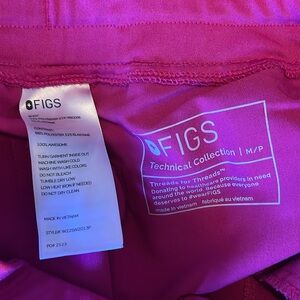 FIGS
100% AWESOME
TURN GARMENT INSIDE OUT
MACHINE WASH COLD
WASH WITH LIKE COLORS
DO NOT BLEACH
TUMBLE DRY LOW
LOW IRON (IRON IF NEEDED)
DO NOT DRY CLEAN
MADE IN VIETNAM
FIGS
Technical Collection | M/P
Threads for Threads™
Donating to healthcare providers in need
around the world. Because everyone
deserves to #wearFIGS
made in vietnam fabriqué au vietnam